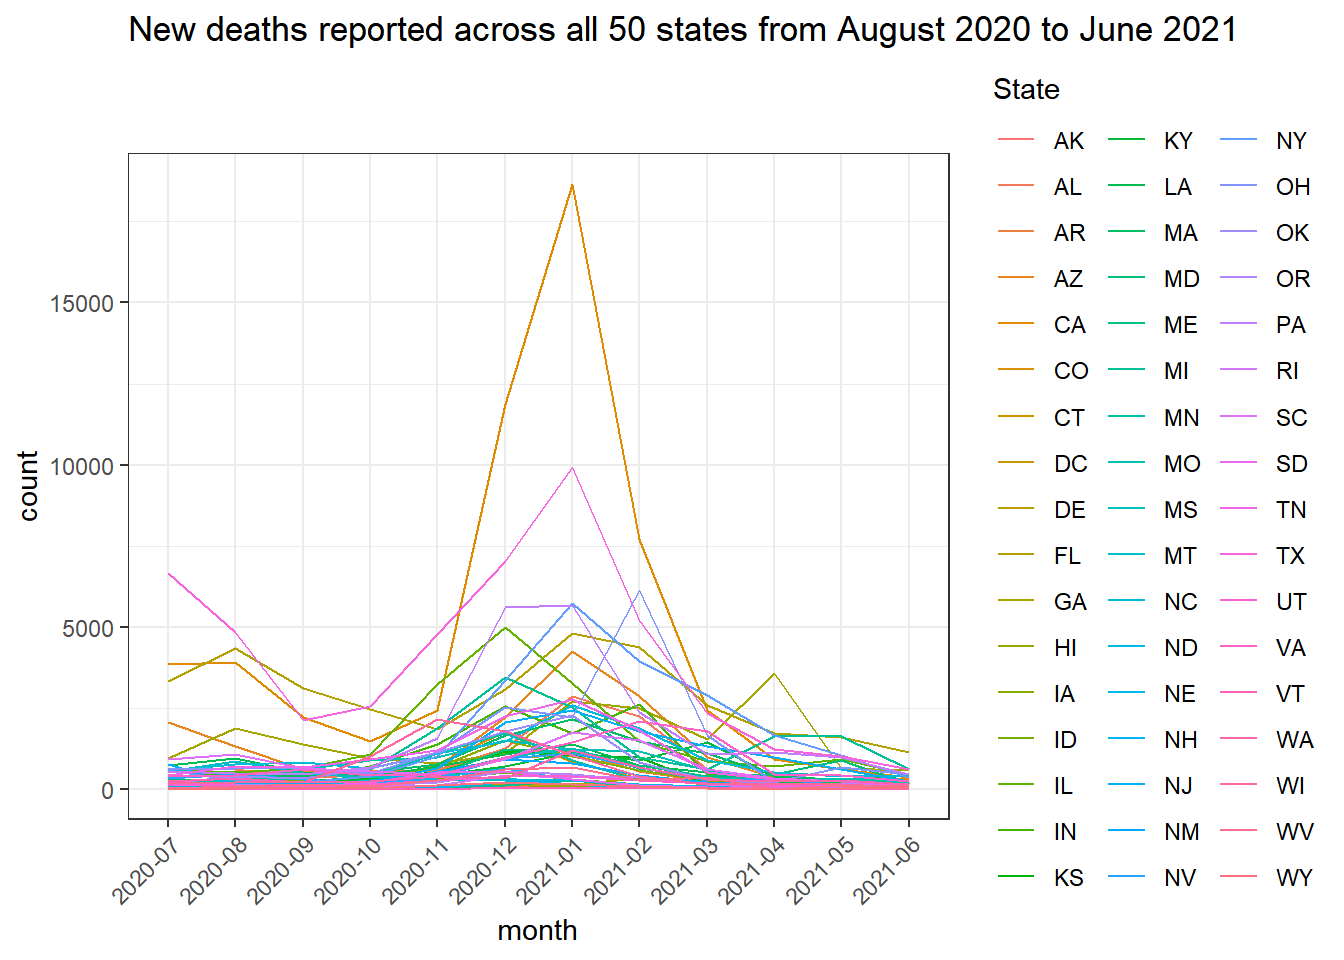 New deaths reported across all 50 states from August 2020 to June 2021
State
AK KY NY
AL LA OH
AR MA OK
AZ MD OR
CA ME PA
CO MI RI
CT MN SC
DC MO SD
DE MS TN
FL MT TX
GA NC UT
HI ND VA
IA NE VT
ID NH WA
IL NJ WI
IN NM WV
KS NV WY
count
15000
10000
5000
0
2020-07 2020-08 2020-09 2020-10 2020-11 2020-12 2021-01 2021-02 2021-03 2021-04 2021-05 2021-06
month